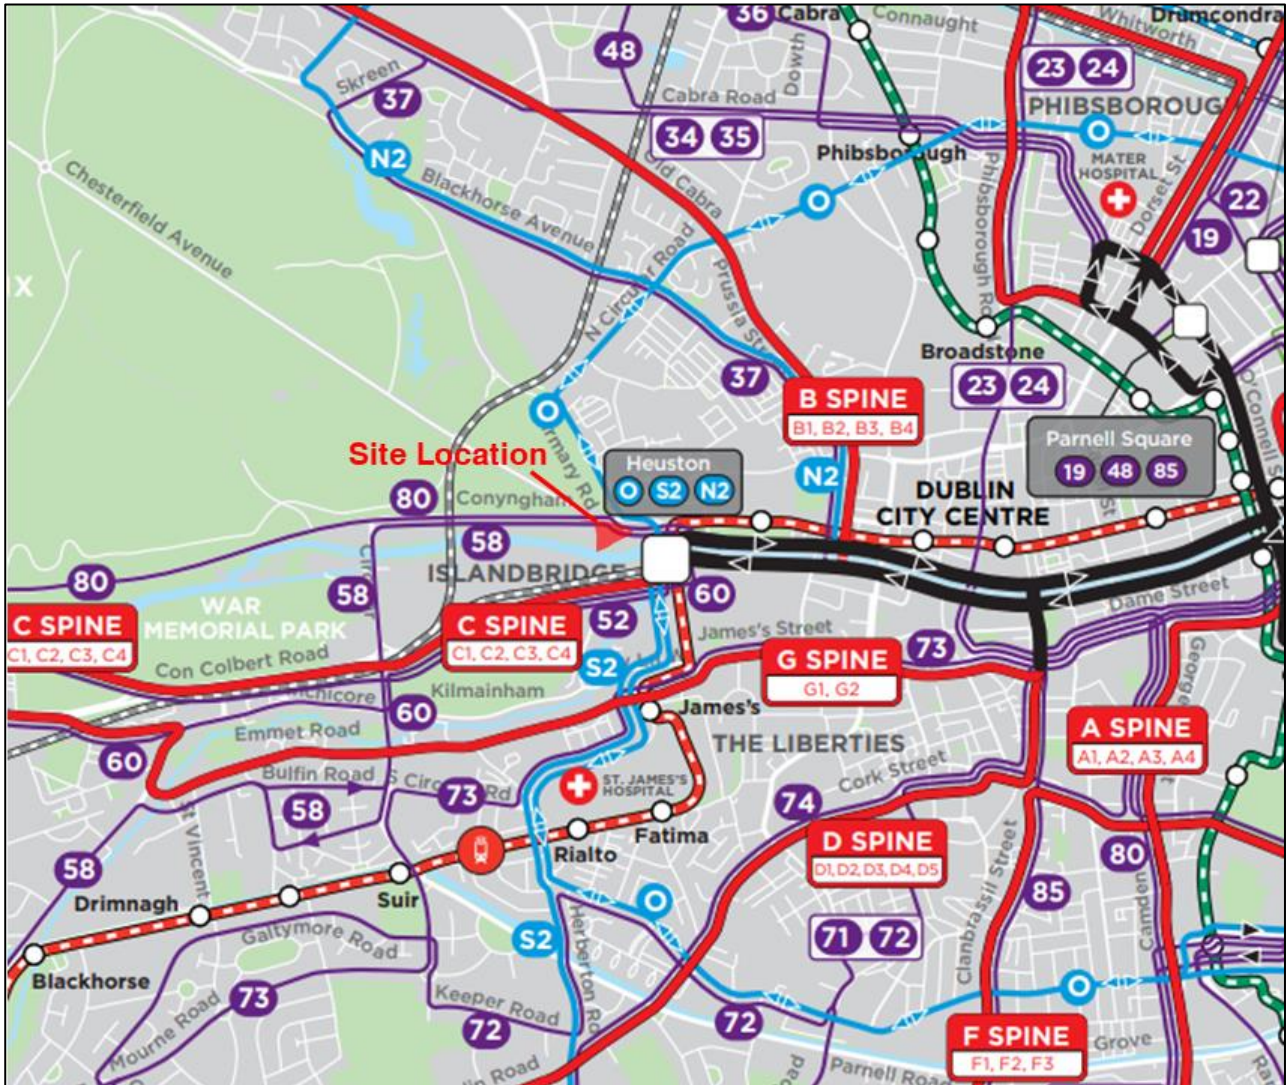 36
Cabra
Connaught
Whitworth
Drumcondra
48
Dowth
23 24
Skreen
37
Cabra Road
PHIBSBOROUGH
34 35
Phibsborough
MATER
HOSPITAL
Dorset St
N2
Old Cabra
Phibsborough Rd
22
19
Chesterfield Avenue
Blackhorse Avenue
N Circular Road
Prussia Str
IX
Broadstone
37
23 24
O'Connell S
B SPINE
B1, B2, B3, B4
Parnell Square
19 48 85
St
Site Location
ormary Rd
Heuston
O S2 N2
N2
DUBLIN
CITY CENTRE
80
Conyngham
58
ISLANDBRIDGE
80
58
60
Dame Street
WAR
MEMORIAL PARK
C SPINE
C1, C2, C3, C4
C SPINE
C1, C2, C3, C4
52
James's Street
73
G SPINE
G1, G2
George
Con Colbert Road
S2
Inchicore
Kilmainham
60
James's
Emmet Road
THE LIBERTIES
A SPINE
A1, A2, A3, A4
60
Bulfin Road
S Circ
Rd
73
ST. JAMES'S
HOSPITAL
Cork Street
58
74
St Vincent
Fatima
Rialto
D SPINE
D1, D2, D3, D4, D5
80
58
Suir
Drimnagh
Clanbrassil Street
85
Camden
O
71 72
S2
Galtymore Road
Herberton Rd
Blackhorse
73
Keeper Road
72
72
O
Mourne Road
F SPINE
F1, F2, F3
Grove
Parnell Road
lin Road